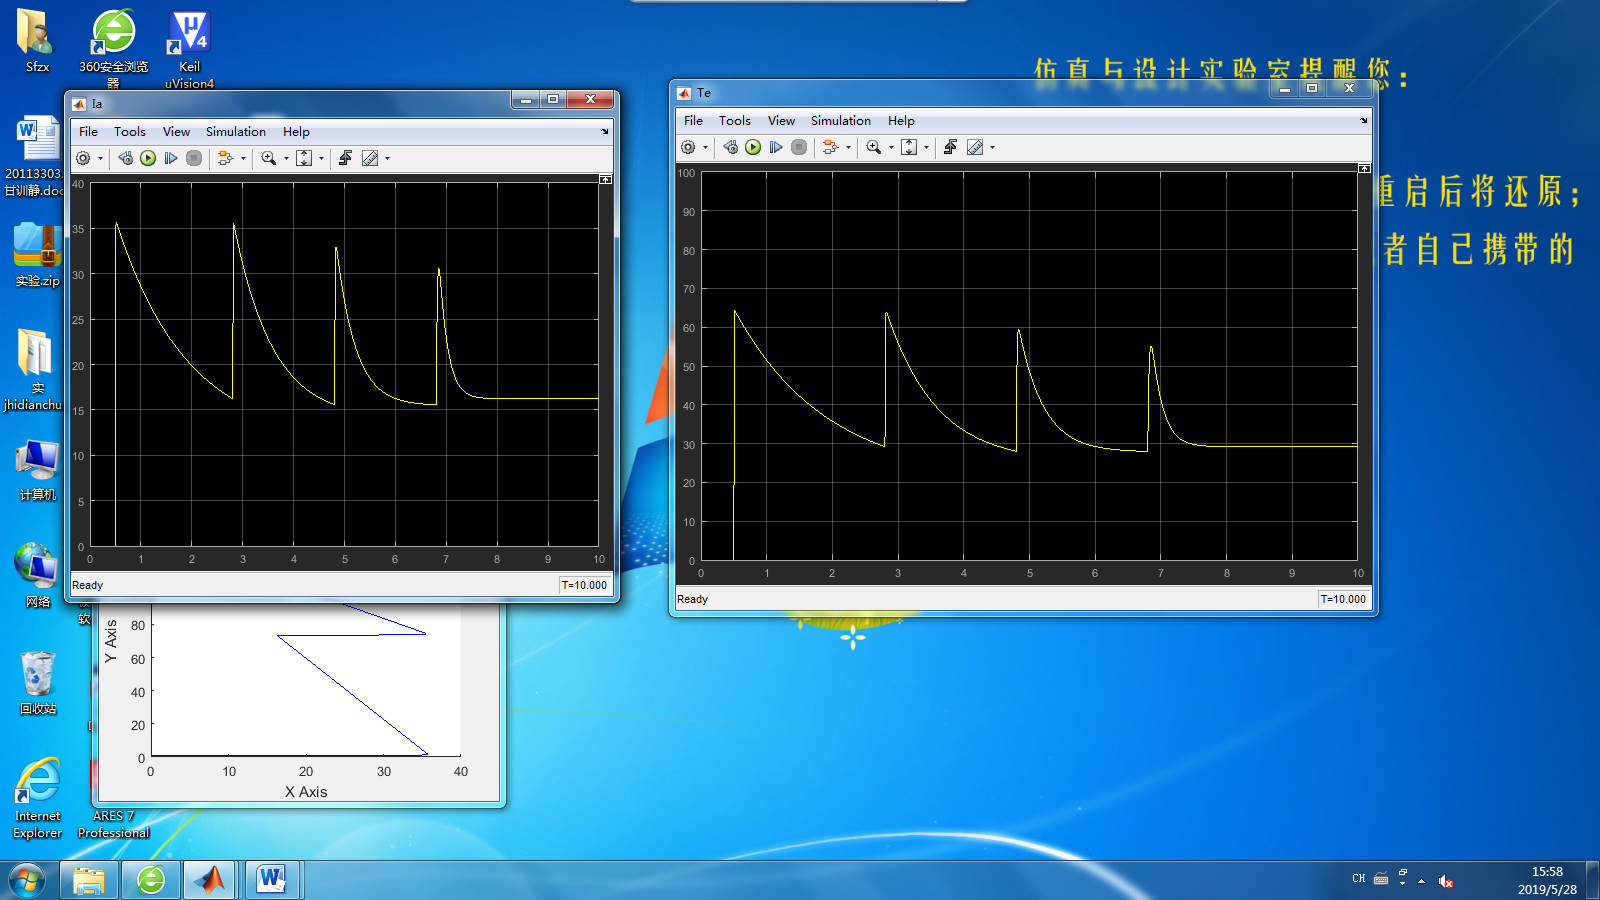 Sfzx
360安全浏览
器
Keil
uVision4
仿真与设计实验室提醒您：
重启后将还原；
者自己携带的
20113303.
甘训静.doc
实验.zip
实
jhidianchu
计算机
网络
软
回收站
Internet
Explorer
ARES 7
Professional
Ia
File Tools View Simulation Help
40
35
30
25
20
15
10
5
0
0 1 2 3 4 5 6 7 8 9 10
Ready T=10.000
Te
File Tools View Simulation Help
100
90
80
70
60
50
40
30
20
10
0
0 1 2 3 4 5 6 7 8 9 10
Ready T=10.000
Y Axis
80
60
40
20
0
0 10 20 30 40
X Axis
CH
15:58
2019/5/28